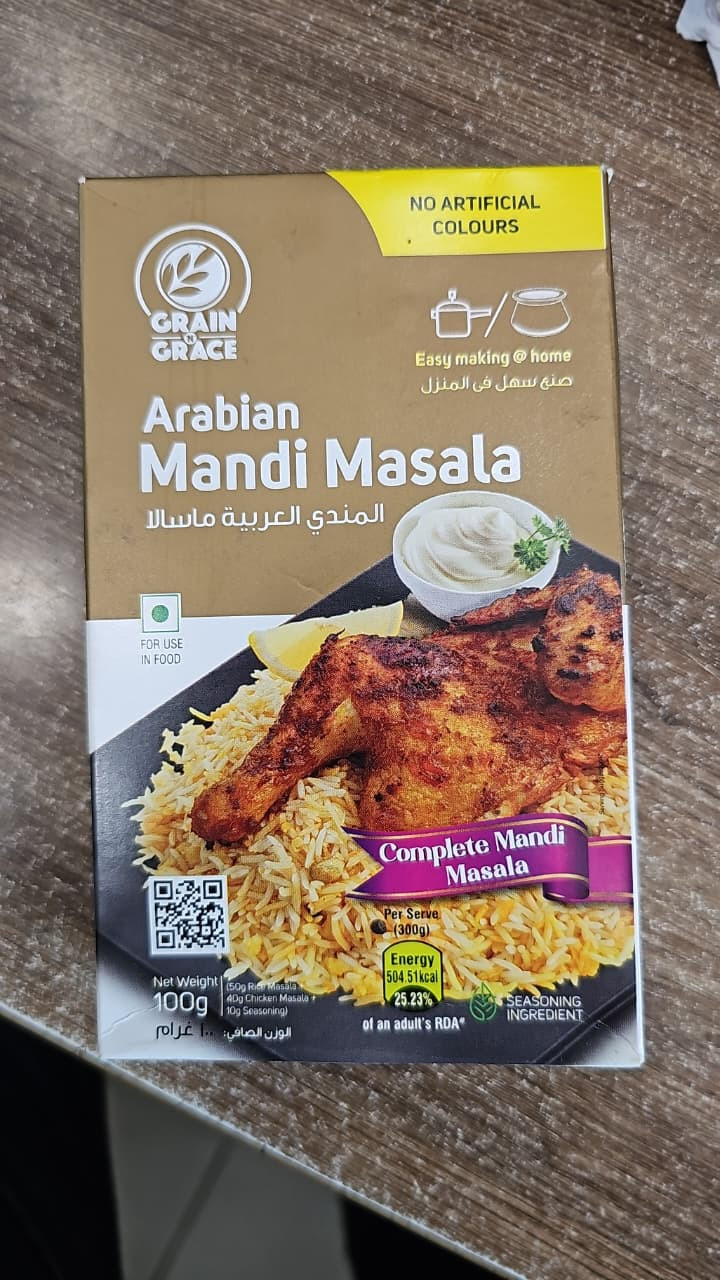 NO ARTIFICIAL
COLOURS
GRAIN
N
GRACE
Easy making @ home
صنع سهل في المنزل
Arabian
Mandi Masala
المندي العربية ماسالا
FOR USE
IN FOOD
Complete Mandi
Masala
Per Serve
(300g)
Energy
504.51kcal
25.23%
of an adult's RDA*
Net Weight
100g
(50g Rice Masala +
40g Chicken Masala +
10g Seasoning)
الوزن الصافي: ١٠٠ غرام
SEASONING
INGREDIENT